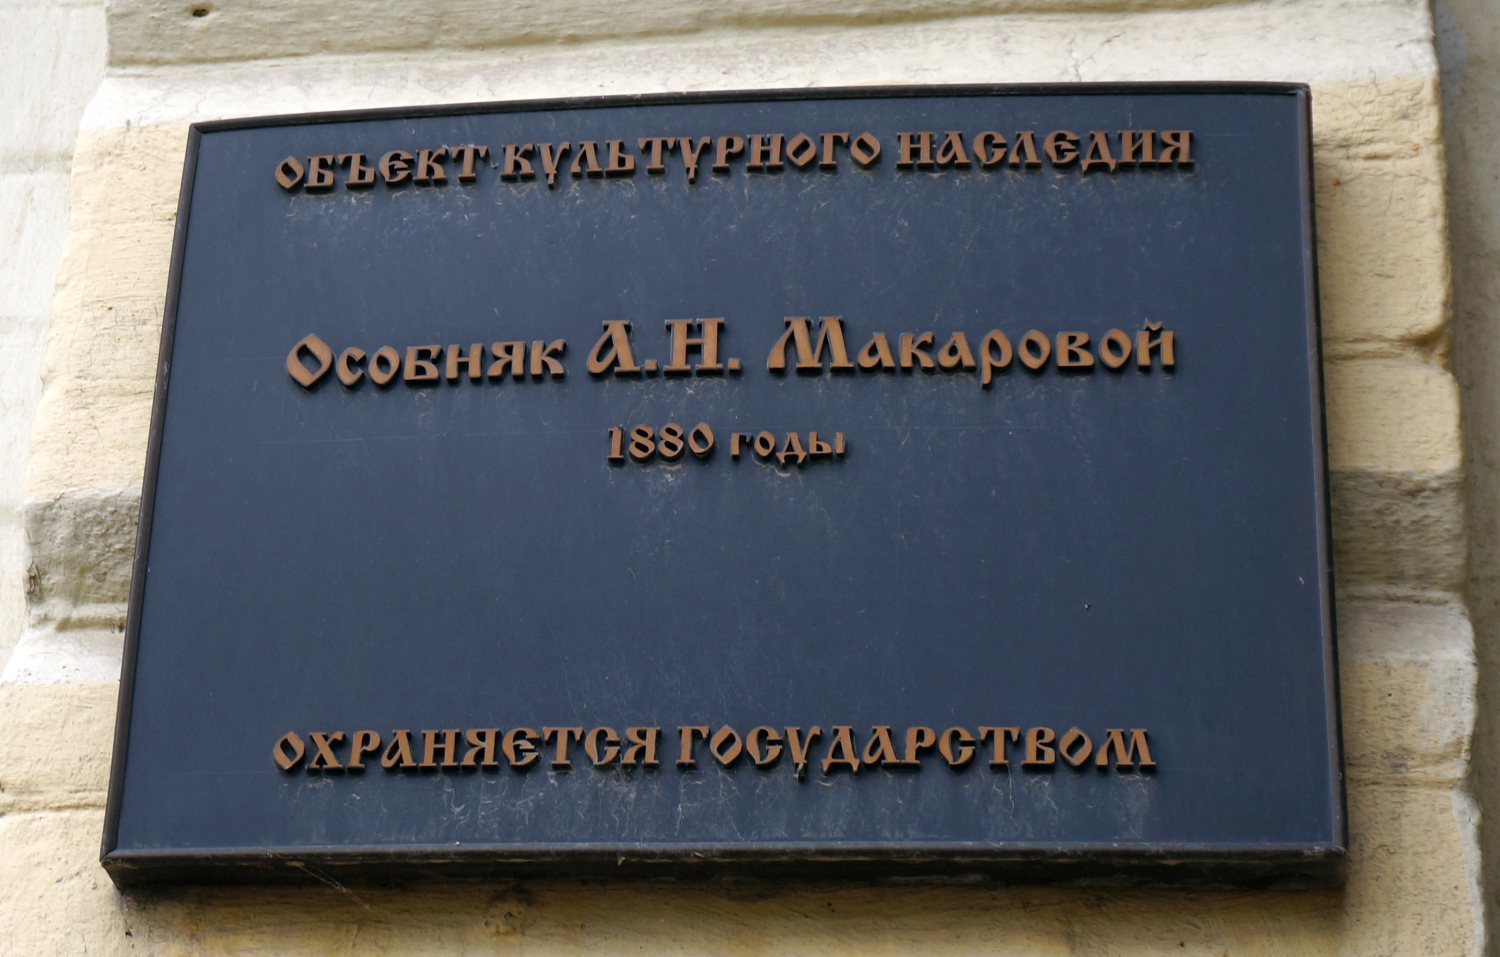 ОБЪЕКТ КУЛЬТУРНОГО НАСЛЕДИЯ
Особняк А.Н. Макаровой
1880 годы
ОХРАНЯЕТСЯ ГОСУДАРСТВОМ